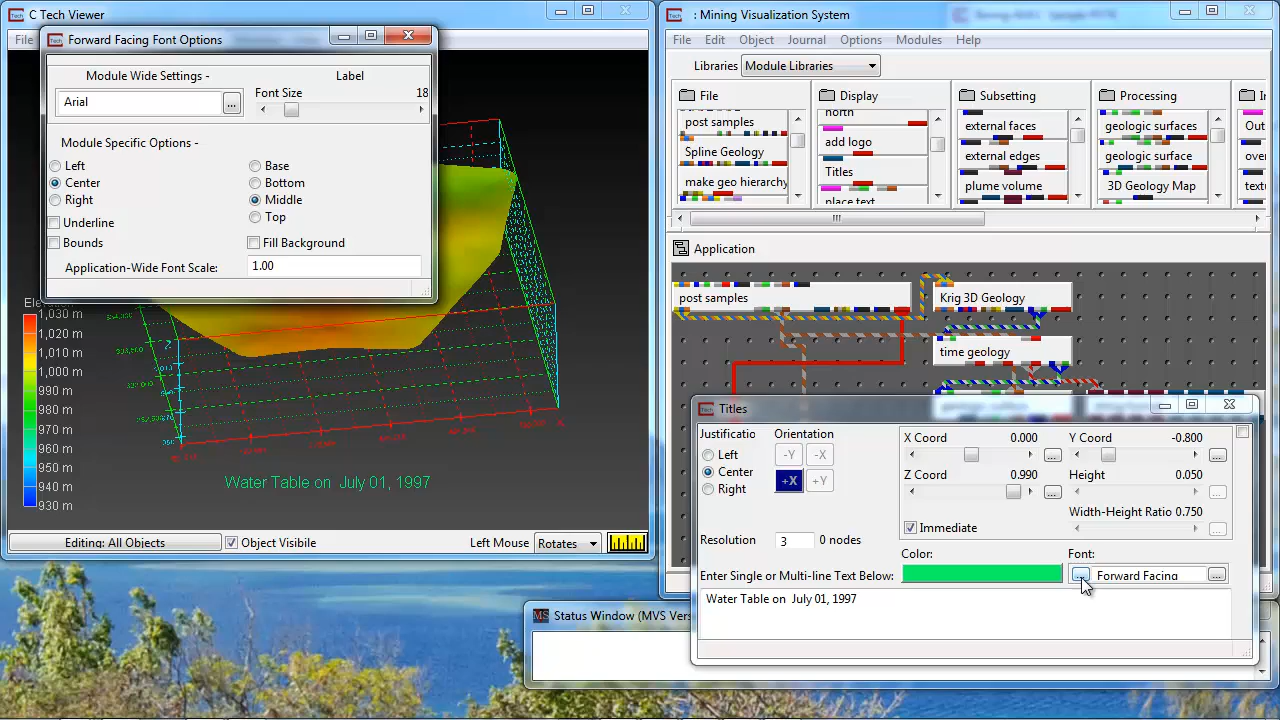 C Tech Viewer
File
Forward Facing Font Options
Module Wide Settings -
Label
Arial
...
Font Size
18
Module Specific Options -
Left
Base
Center
Bottom
Right
Middle
Underline
Top
Bounds
Fill Background
Application-Wide Font Scale:
1.00
1,030 m
1,020 m
1,010 m
1,000 m
990 m
980 m
970 m
960 m
950 m
940 m
930 m
Water Table on July 01, 1997
Editing: All Objects
Object Visibile
Left Mouse
Rotates
: Mining Visualization System
File Edit Object Journal Options Modules Help
Libraries
Module Libraries
File
Display
Subsetting
Processing
post samples
Spline Geology
make geo hierarchy
north
add logo
Titles
place text
external faces
external edges
plume volume
geologic surfaces
geologic surface
3D Geology Map
Application
post samples
Krig 3D Geology
time geology
Titles
Justificatio
Orientation
Left
Center
Right
-Y
-X
+X
+Y
X Coord
0.000
Y Coord
-0.800
Z Coord
0.990
Height
0.050
Width-Height Ratio 0.750
Immediate
Resolution
3
0 nodes
Color:
Font:
Enter Single or Multi-line Text Below:
Forward Facing
...
Water Table on July 01, 1997
Status Window (MVS Vers